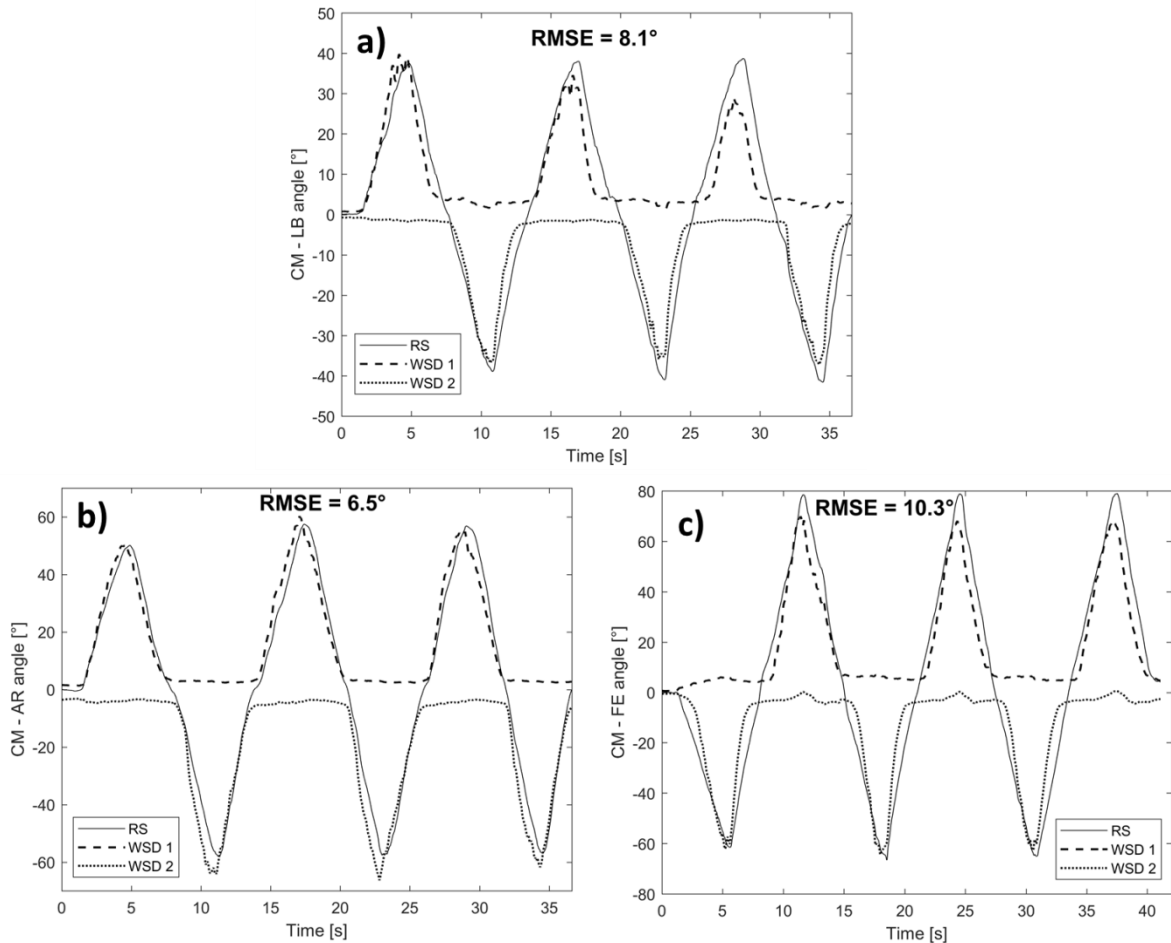 a)
RMSE = 8.1°
CM - LB angle [°]
50
40
30
20
10
0
-10
-20
-30
-40
-50
RS
WSD 1
WSD 2
0 5 10 15 20 25 30 35
Time [s]
b)
RMSE = 6.5°
CM - AR angle [°]
60
40
20
0
-20
-40
-60
RS
WSD 1
WSD 2
0 5 10 15 20 25 30 35
Time [s]
c)
RMSE = 10.3°
CM - FE angle [°]
80
60
40
20
0
-20
-40
-60
-80
RS
WSD 1
WSD 2
0 5 10 15 20 25 30 35 40
Time [s]